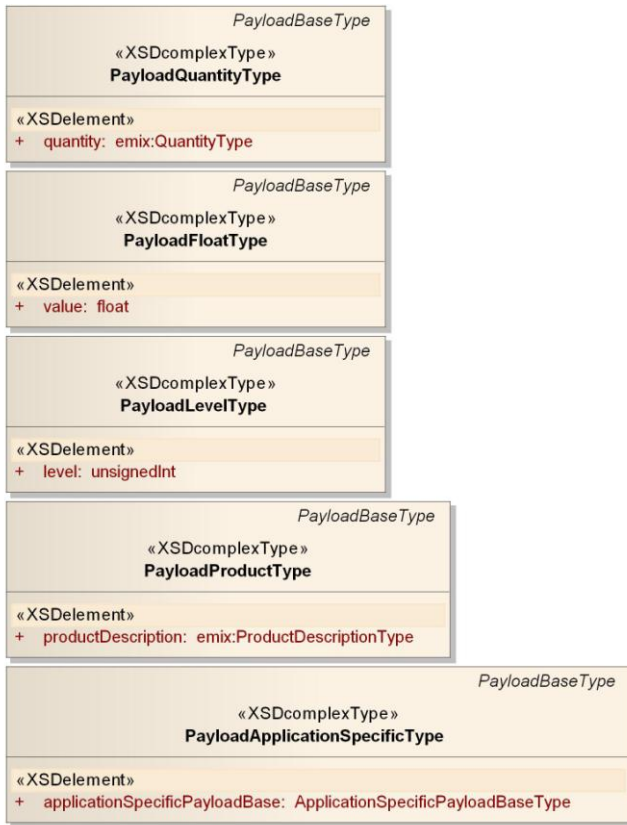 PayloadBaseType
«XSDcomplexType»
PayloadQuantityType
«XSDelement»
+ quantity: emix:QuantityType
PayloadBaseType
«XSDcomplexType»
PayloadFloatType
«XSDelement»
+ value: float
PayloadBaseType
«XSDcomplexType»
PayloadLevelType
«XSDelement»
+ level: unsignedInt
PayloadBaseType
«XSDcomplexType»
PayloadProductType
«XSDelement»
+ productDescription: emix:ProductDescriptionType
PayloadBaseType
«XSDcomplexType»
PayloadApplicationSpecificType
«XSDelement»
+ applicationSpecificPayloadBase: ApplicationSpecificPayloadBaseType